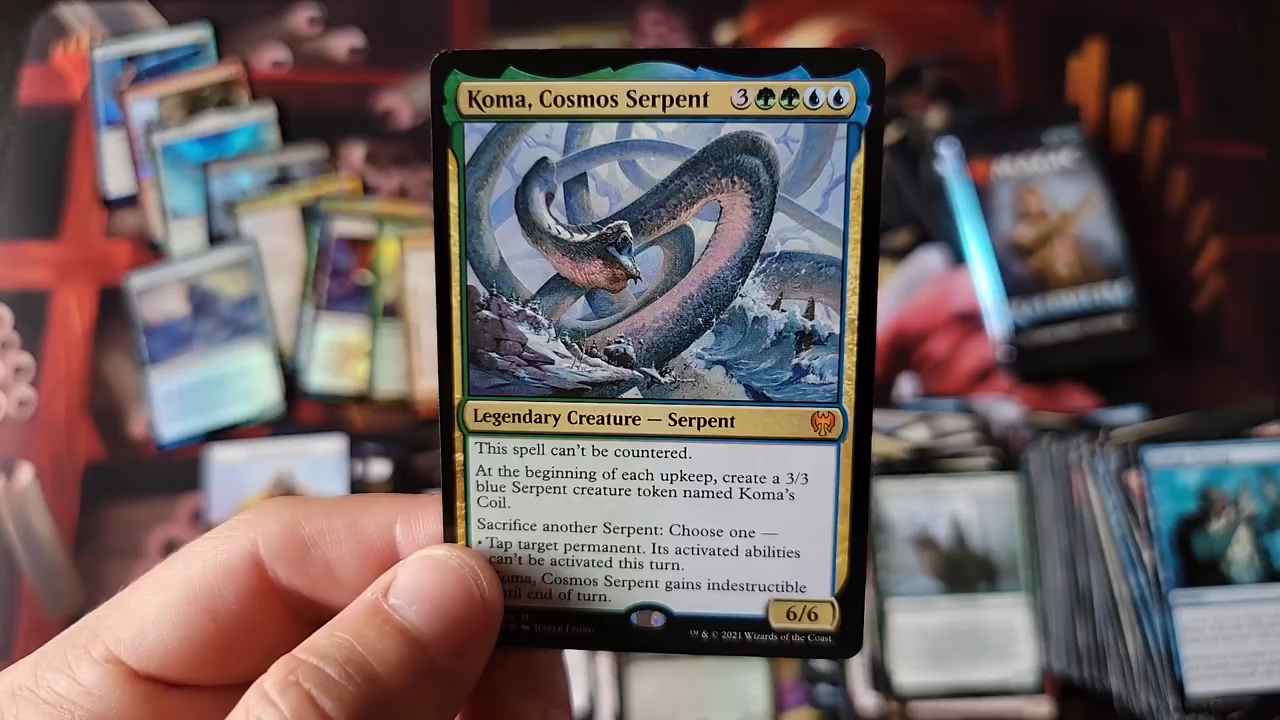 Koma, Cosmos Serpent 3
Legendary Creature — Serpent
This spell can't be countered.
At the beginning of each upkeep, create a 3/3
blue Serpent creature token named Koma's
Coil.
Sacrifice another Serpent: Choose one —
• Tap target permanent. Its activated abilities
can't be activated this turn.
Koma, Cosmos Serpent gains indestructible
until end of turn.
6/6
™ & © 2021 Wizards of the Coast
MAGIC